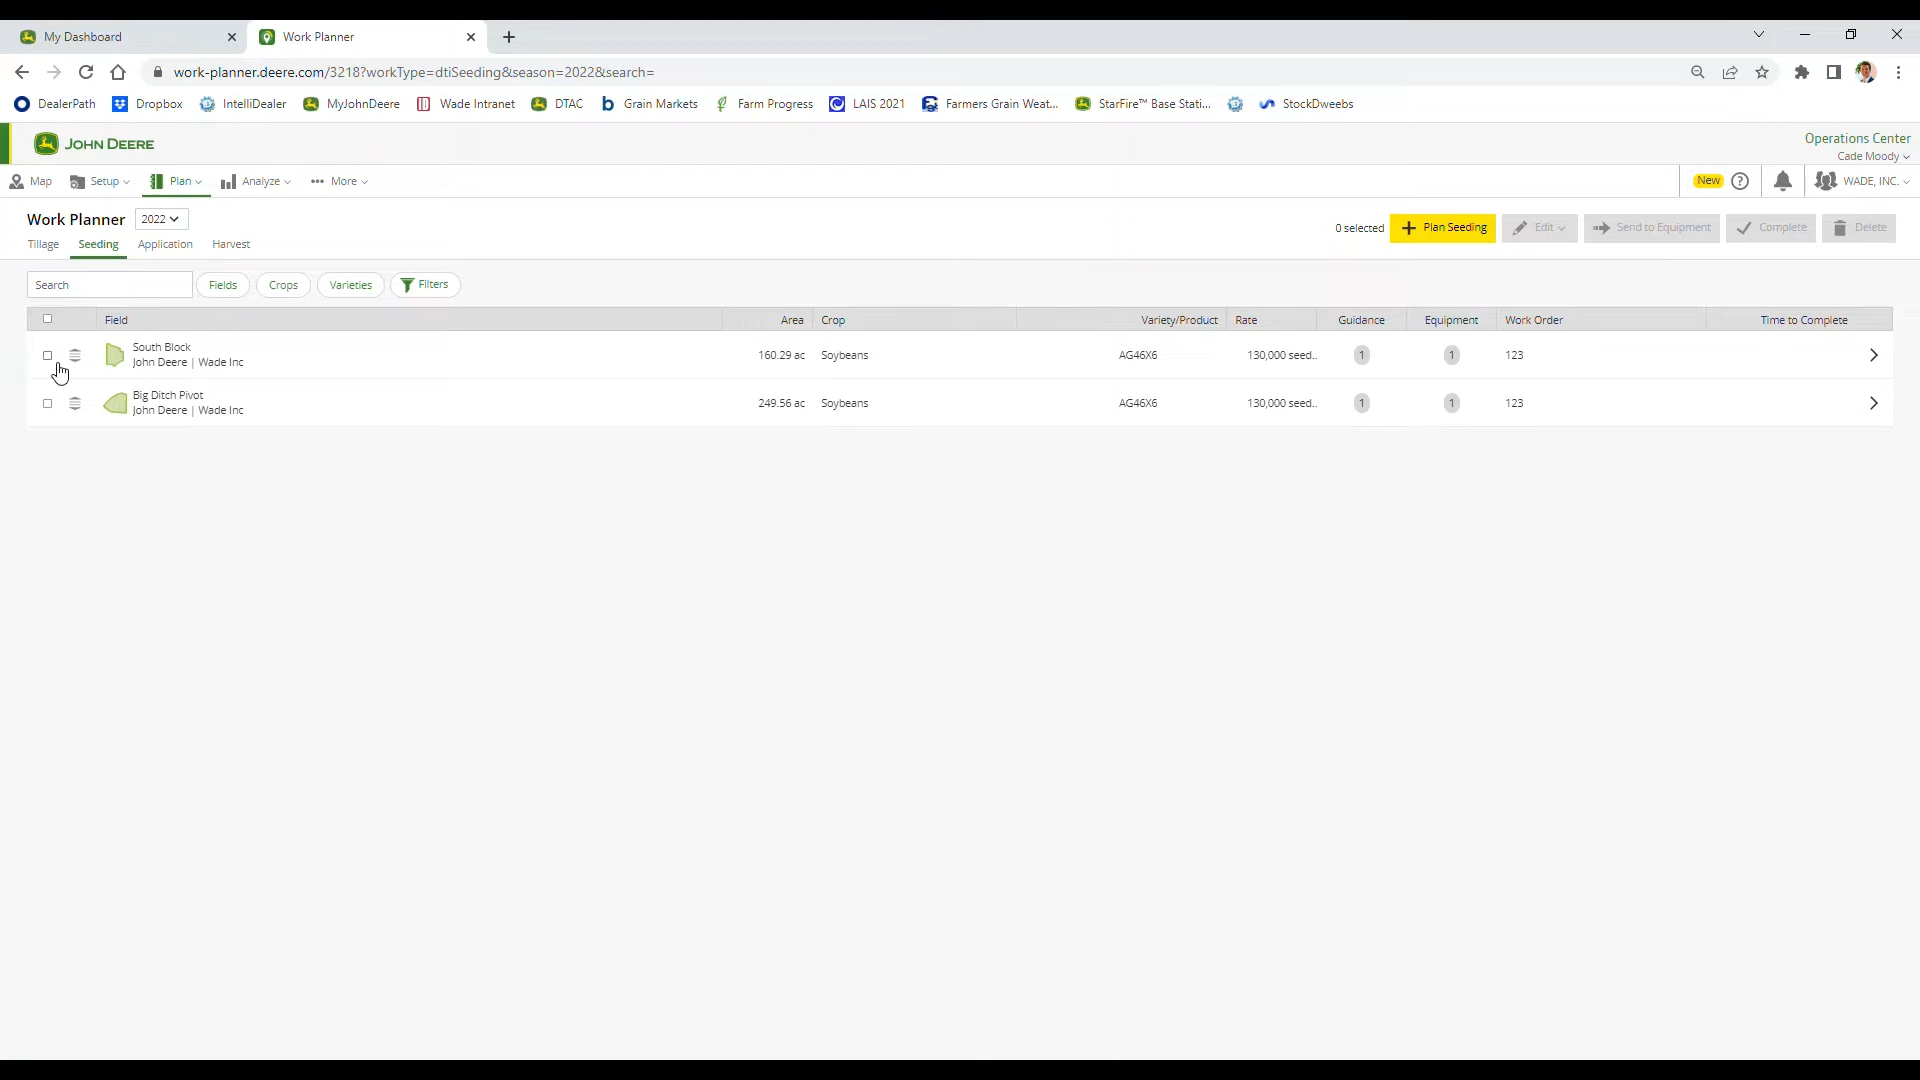 My Dashboard
Work Planner
work-planner.deere.com/3218?workType=dtiSeeding&season=2022&search=
DealerPath
Dropbox
IntelliDealer
MyJohnDeere
Wade Intranet
DTAC
Grain Markets
Farm Progress
LAIS 2021
Farmers Grain Weat...
StarFire™ Base Stati...
StockDweebs
JOHN DEERE
Operations Center
Cade Moody
Map
Setup
Plan
Analyze
More
New
WADE, INC.
Work Planner
2022
0 selected
Plan Seeding
Edit
Send to Equipment
Complete
Delete
Tillage
Seeding
Application
Harvest
Search
Fields
Crops
Varieties
Filters
Field
Area
Crop
Variety/Product
Rate
Guidance
Equipment
Work Order
Time to Complete
South Block
John Deere | Wade Inc
160.29 ac
Soybeans
AG46X6
130,000 seed..
1
1
123
Big Ditch Pivot
John Deere | Wade Inc
249.56 ac
Soybeans
AG46X6
130,000 seed..
1
1
123